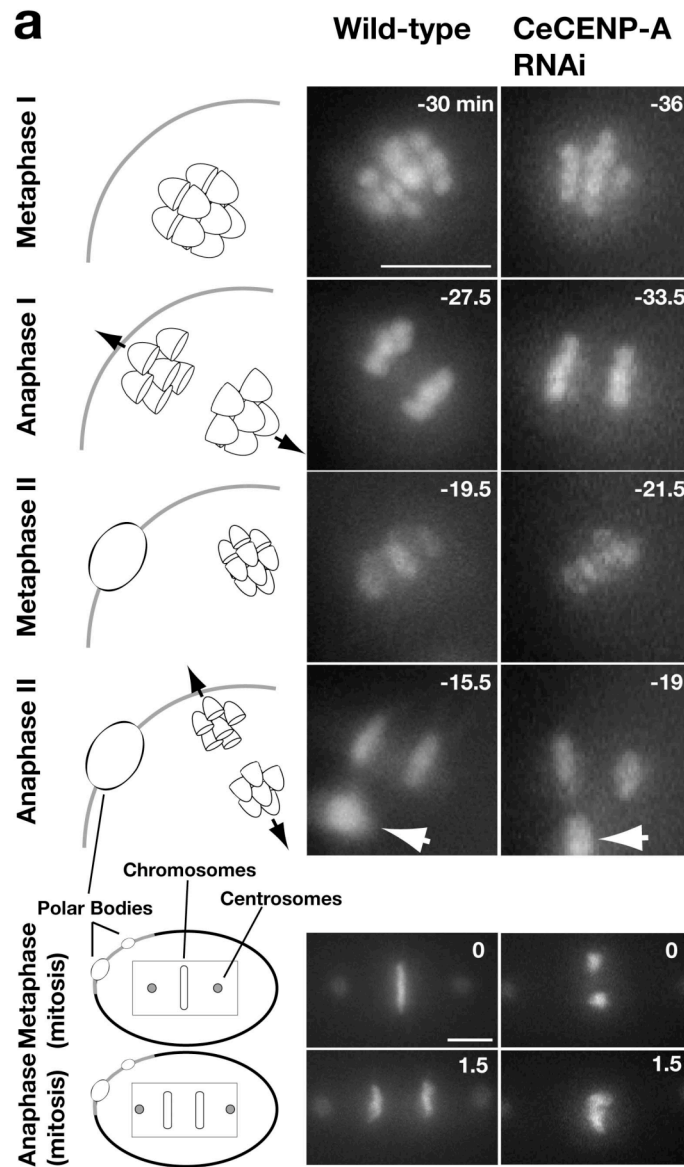 a
Wild-type
CeCENP-A
RNAi
Metaphase I
-30 min
-36
Anaphase I
-27.5
-33.5
Metaphase II
-19.5
-21.5
Anaphase II
-15.5
-19
Chromosomes
Centrosomes
Polar Bodies
Metaphase
(mitosis)
0
0
Anaphase
(mitosis)
1.5
1.5